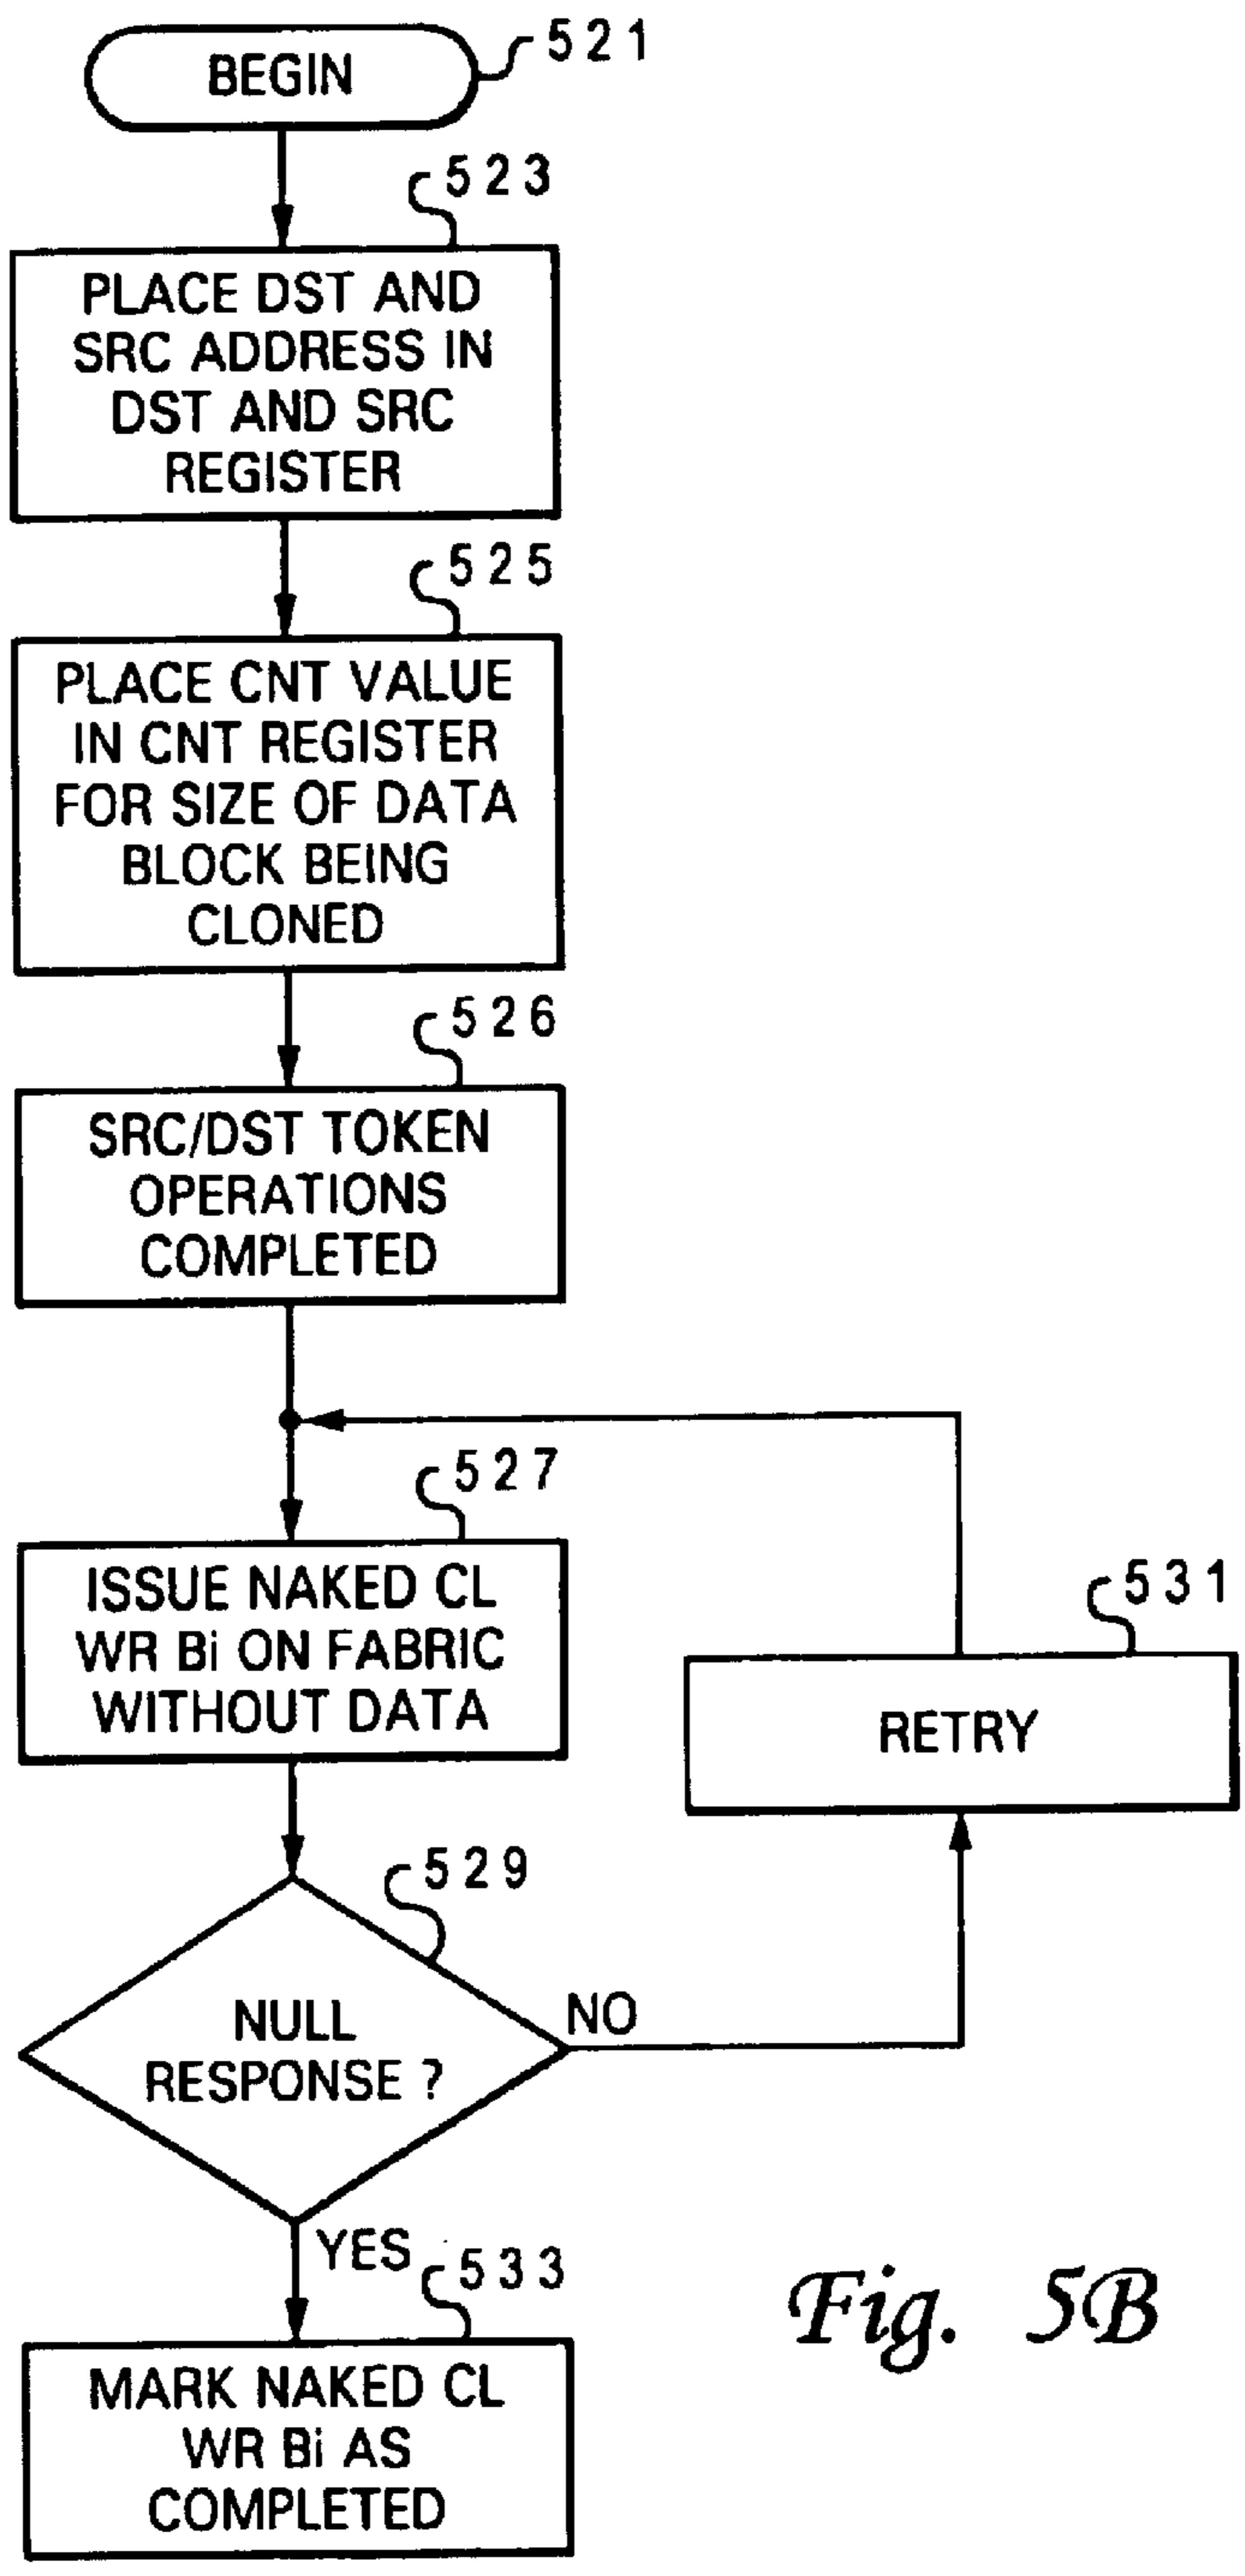 BEGIN
521
523
PLACE DST AND
SRC ADDRESS IN
DST AND SRC
REGISTER
525
PLACE CNT VALUE
IN CNT REGISTER
FOR SIZE OF DATA
BLOCK BEING
CLONED
526
SRC/DST TOKEN
OPERATIONS
COMPLETED
527
ISSUE NAKED CL
WR Bi ON FABRIC
WITHOUT DATA
531
RETRY
529
NULL
RESPONSE ?
NO
YES
533
MARK NAKED CL
WR Bi AS
COMPLETED
Fig. 5B